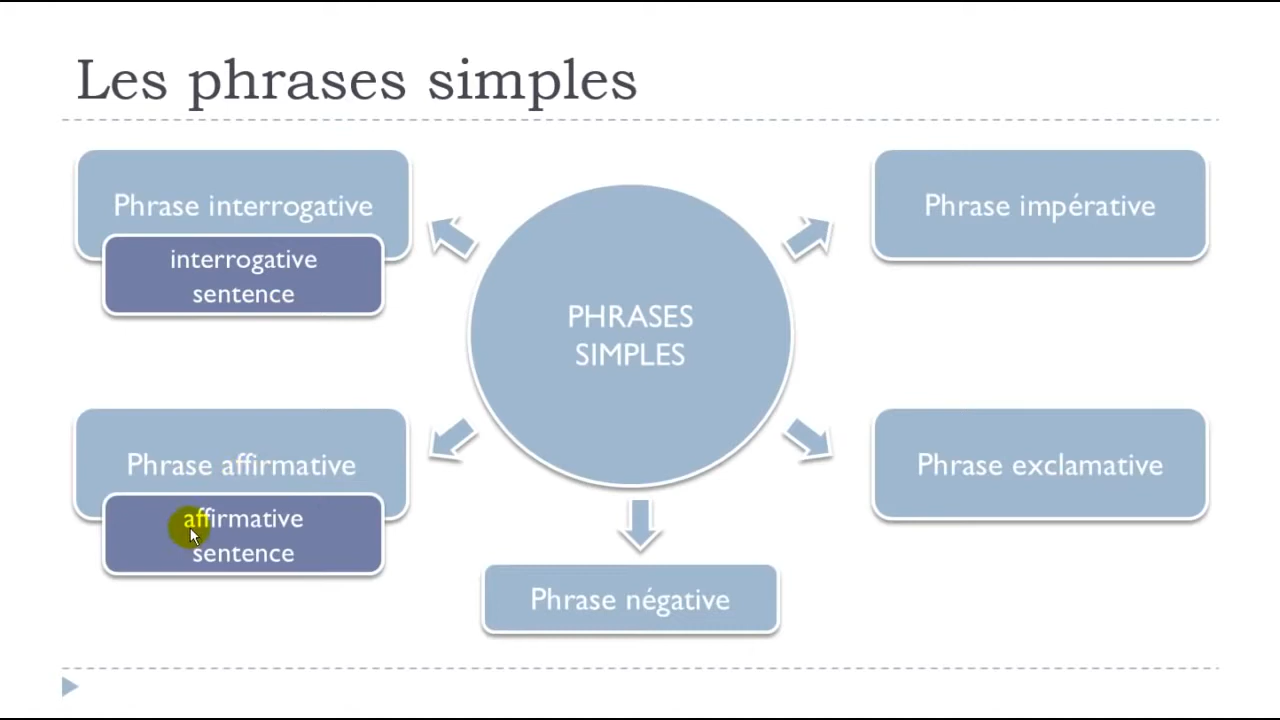 Les phrases simples
Phrase interrogative
interrogative
sentence
Phrase impérative
PHRASES
SIMPLES
Phrase affirmative
affirmative
sentence
Phrase exclamative
Phrase négative